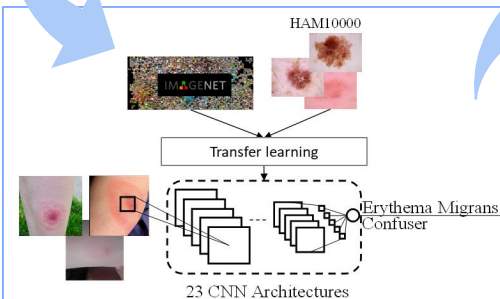 HAM10000
IMAGENET
Transfer learning
Erythema Migrans
Confuser
23 CNN Architectures